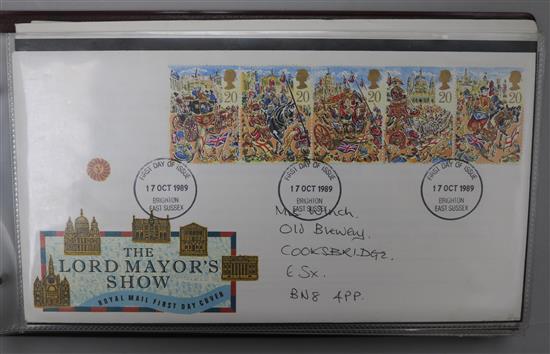 20 20 20 20 20
FIRST DAY OF ISSUE
17 OCT 1989
BRIGHTON
EAST SUSSEX
FIRST DAY OF ISSUE
17 OCT 1989
BRIGHTON
EAST SUSSEX
FIRST DAY OF ISSUE
17 OCT 1989
BRIGHTON
EAST SUSSEX
Winch.
Old Brewery
COOKSBRIDGE.
ESx.
BN8 4PP.
THE
LORD MAYOR'S
SHOW
ROYAL MAIL FIRST DAY COVER